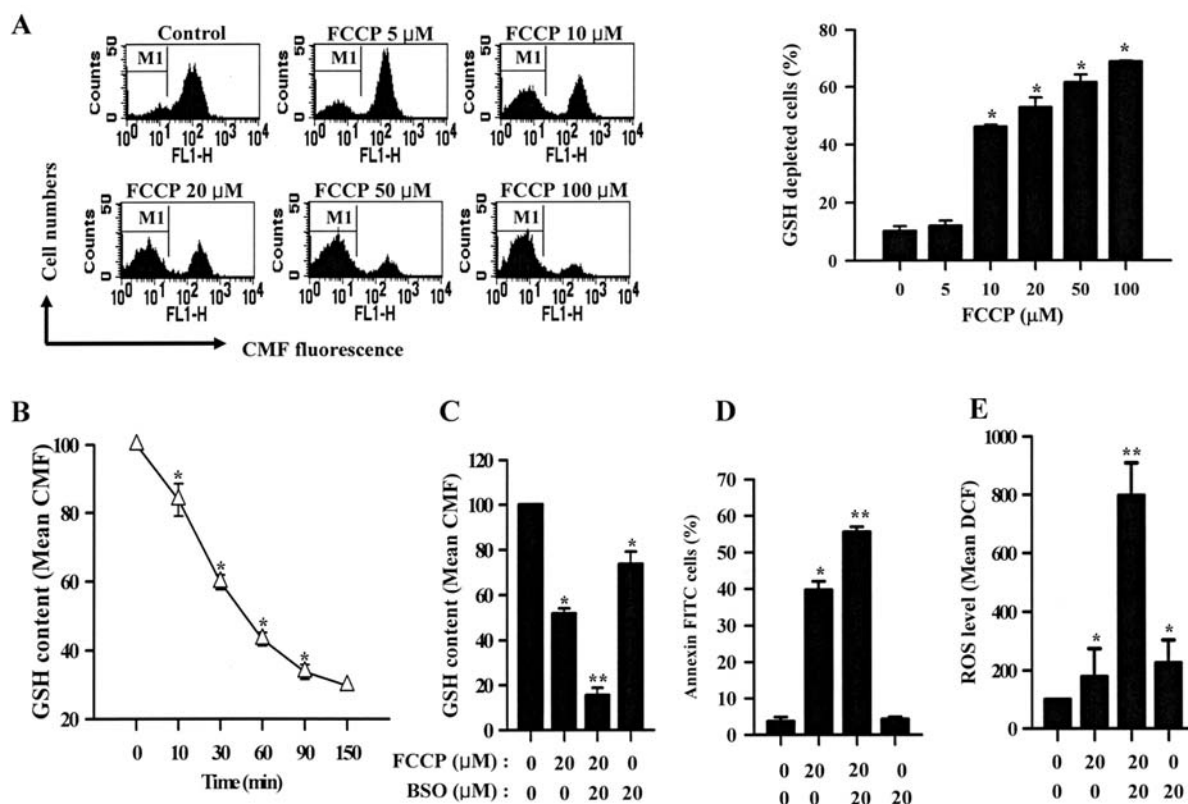 A
Control
FCCP 5 µM
FCCP 10 µM
50
Counts
0
M1
10⁰ 10¹ 10² 10³ 10⁴
FL1-H
50
Counts
0
M1
10⁰ 10¹ 10² 10³ 10⁴
FL1-H
50
Counts
0
M1
10⁰ 10¹ 10² 10³ 10⁴
FL1-H
FCCP 20 µM
FCCP 50 µM
FCCP 100 µM
50
Counts
0
M1
10⁰ 10¹ 10² 10³ 10⁴
FL1-H
50
Counts
0
M1
10⁰ 10¹ 10² 10³ 10⁴
FL1-H
50
Counts
0
M1
10⁰ 10¹ 10² 10³ 10⁴
FL1-H
Cell numbers
CMF fluorescence
GSH depleted cells (%)
80
60
40
20
0
* * * *
0 5 10 20 50 100
FCCP (µM)
B
GSH content (Mean CMF)
100
80
60
40
20
* * * *
0 10 30 60 90 150
Time (min)
C
GSH content (Mean CMF)
120
100
80
60
40
20
0
* ** *
FCCP (µM) : 0 20 20 0
BSO (µM) : 0 0 20 20
D
Annexin FITC cells (%)
70
60
50
40
30
20
10
0
* **
0 20 20 0
0 0 20 20
E
ROS level (Mean DCF)
1000
800
600
400
200
0
* ** *
0 20 20 0
0 0 20 20